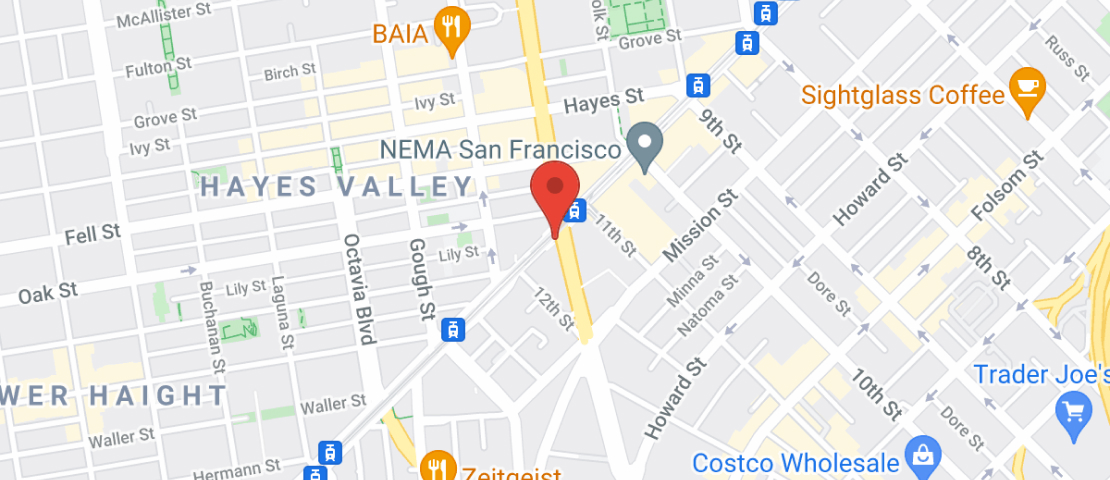 McAllister St
BAIA
olk St
Grove St
Russ St
Fulton St
Birch St
Sightglass Coffee
Ivy St
Hayes St
Grove St
9th St
Ivy St
NEMA San Francisco
HAYES VALLEY
Howard St
Folsom St
Mission St
11th St
Fell St
Octavia Blvd
Gough St
Lily St
8th St
Minna St
Oak St
Lily St
Buchanan St
Laguna St
12th St
Natoma St
Dore St
WER HAIGHT
Howard St
10th St
Trader Joe's
Waller St
Waller St
Dore St
Hermann St
Zeitgeist
Costco Wholesale